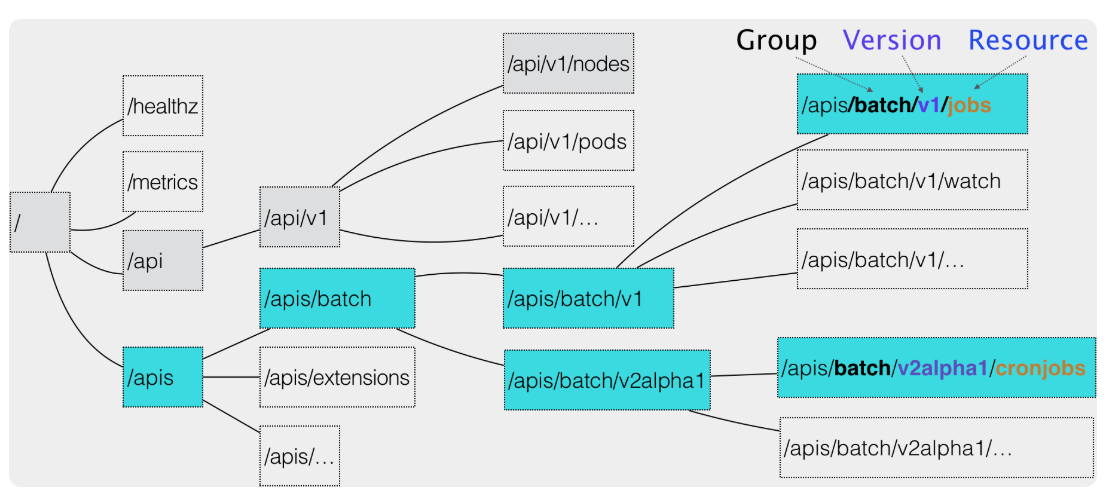 Group Version Resource
/
/healthz
/metrics
/api
/apis
/api/v1
/apis/batch
/apis/extensions
/apis/...
/api/v1/nodes
/api/v1/pods
/api/v1/...
/apis/batch/v1
/apis/batch/v2alpha1
/apis/batch/v1/jobs
/apis/batch/v1/watch
/apis/batch/v1/...
/apis/batch/v2alpha1/cronjobs
/apis/batch/v2alpha1/...